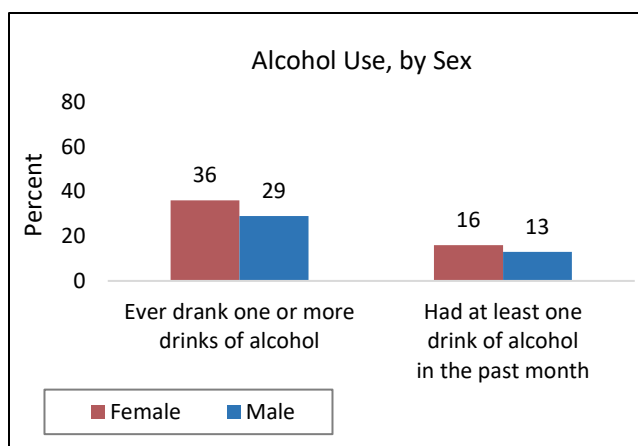 Alcohol Use, by Sex
80
60
40
20
0
Percent
36
29
16
13
Ever drank one or more
drinks of alcohol
Had at least one
drink of alcohol
in the past month
Female
Male